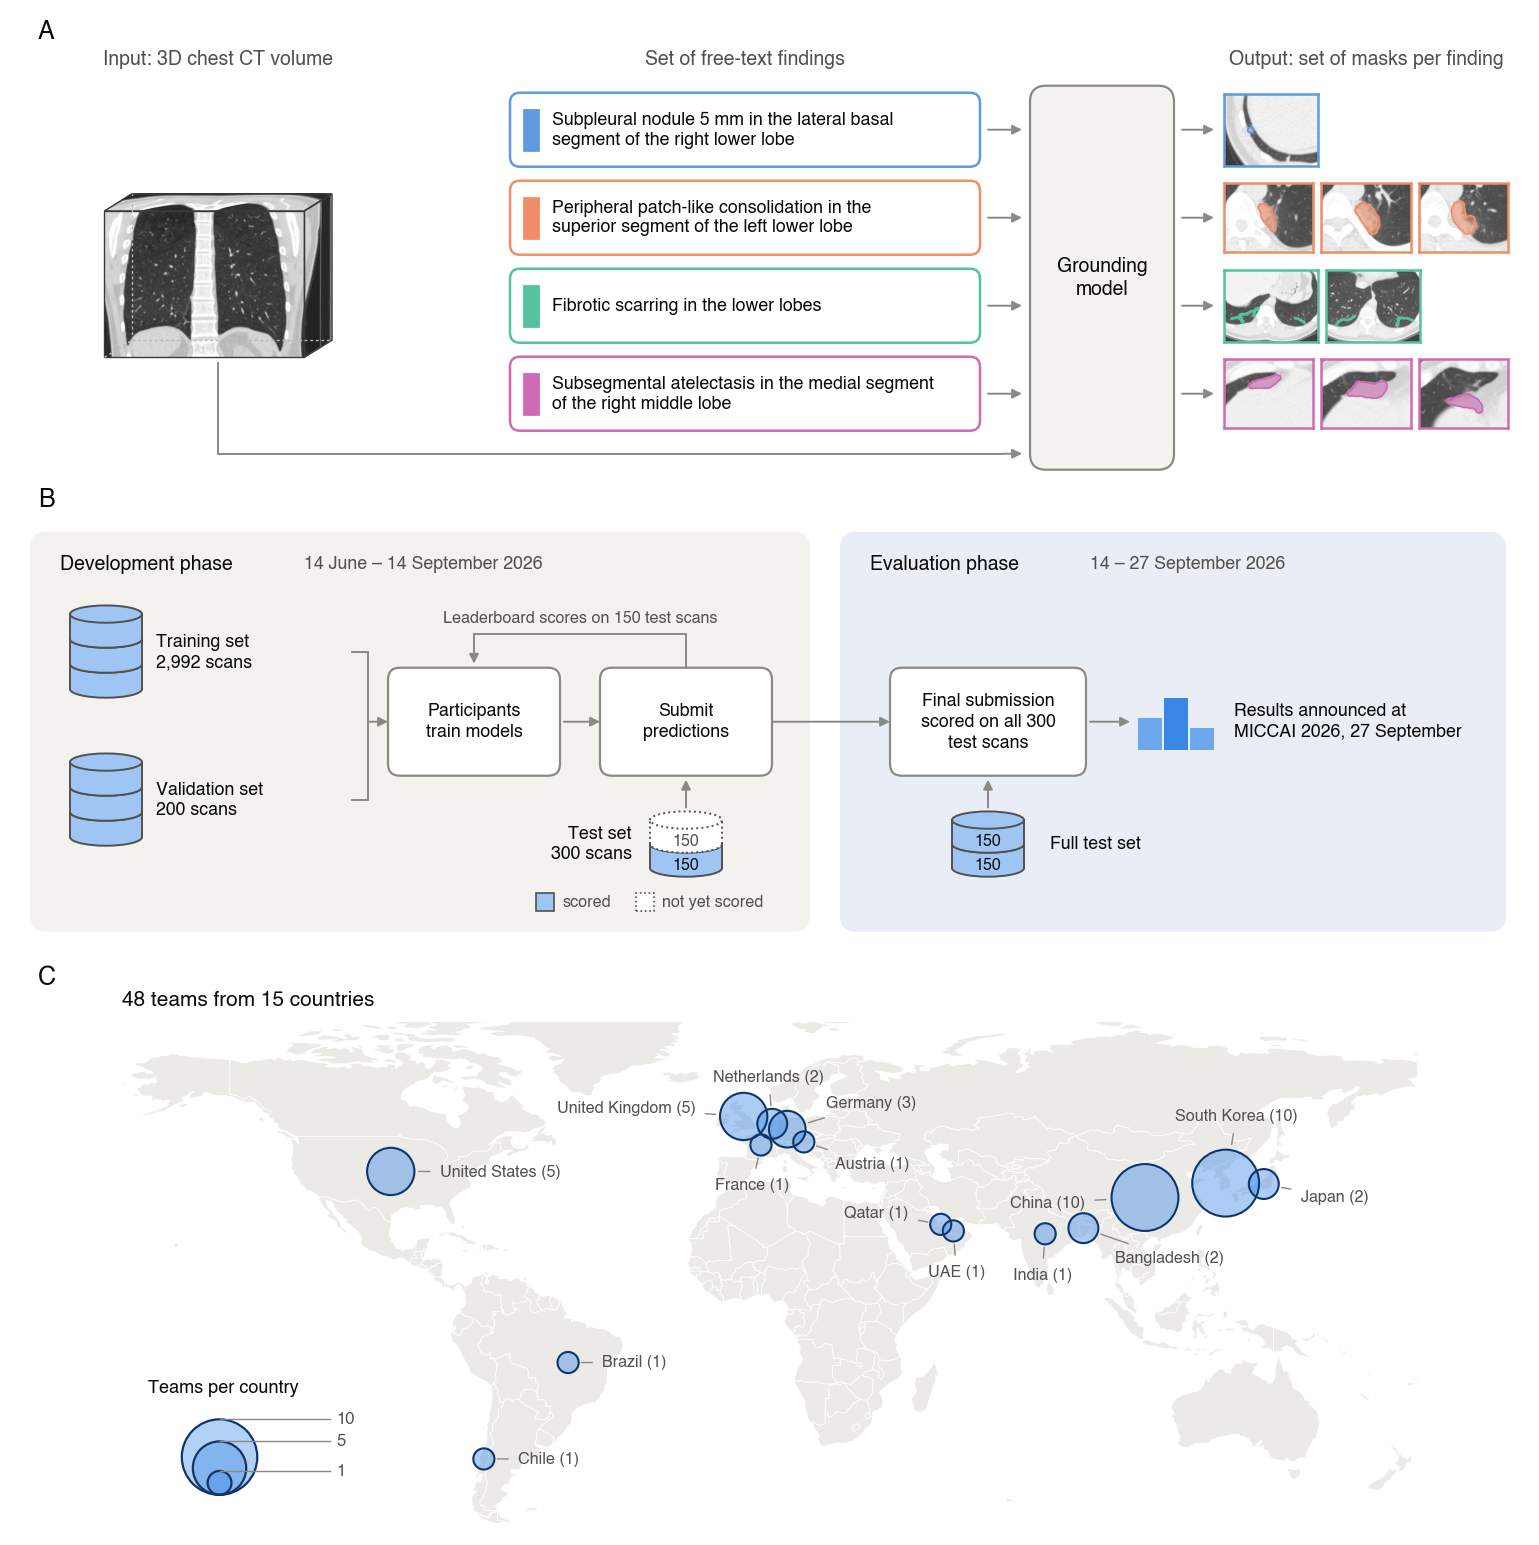 A
Input: 3D chest CT volume
Set of free-text findings
Output: set of masks per finding
Subpleural nodule 5 mm in the lateral basal
segment of the right lower lobe
Peripheral patch-like consolidation in the
superior segment of the left lower lobe
Fibrotic scarring in the lower lobes
Subsegmental atelectasis in the medial segment
of the right middle lobe
Grounding
model
B
Development phase
14 June – 14 September 2026
Training set
2,992 scans
Validation set
200 scans
Leaderboard scores on 150 test scans
Participants
train models
Submit
predictions
Test set
300 scans
150
150
scored
not yet scored
Evaluation phase
14 – 27 September 2026
Final submission
scored on all 300
test scans
Results announced at
MICCAI 2026, 27 September
150
150
Full test set
C
48 teams from 15 countries
Netherlands (2)
United Kingdom (5)
Germany (3)
South Korea (10)
United States (5)
Austria (1)
France (1)
Japan (2)
China (10)
Qatar (1)
Bangladesh (2)
UAE (1)
India (1)
Brazil (1)
Chile (1)
Teams per country
10
5
1